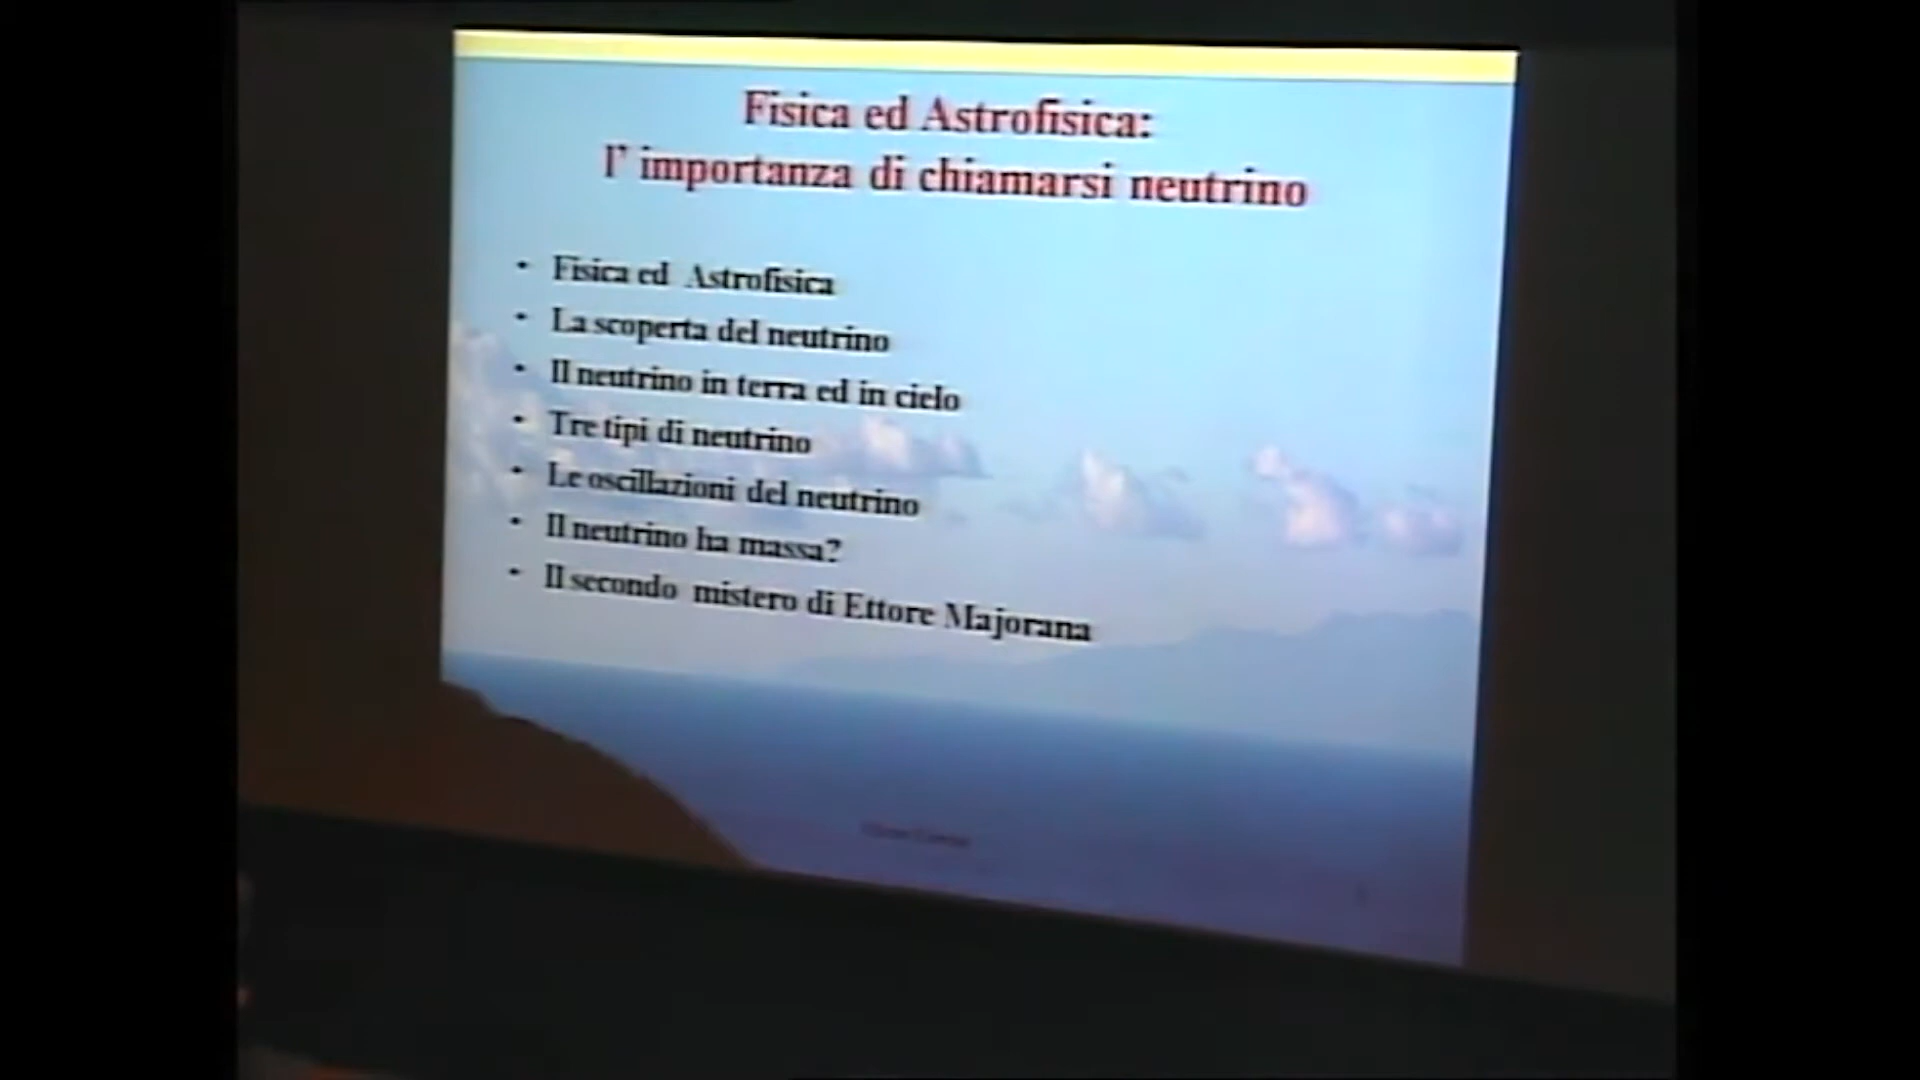 Fisica ed Astrofisica:
l' importanza di chiamarsi neutrino
• Fisica ed Astrofisica
• La scoperta del neutrino
• Il neutrino in terra ed in cielo
• Tre tipi di neutrino
• Le oscillazioni del neutrino
• Il neutrino ha massa?
• Il secondo mistero di Ettore Majorana